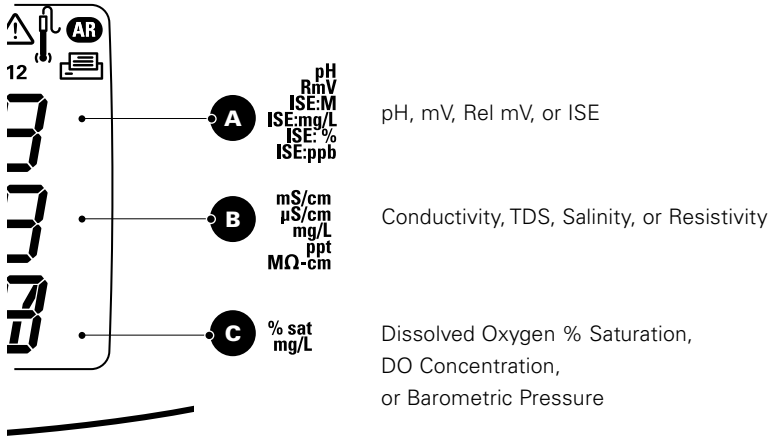 AR
12
A
pH
RmV
ISE:M
ISE:mg/L
ISE: %
ISE:ppb
pH, mV, Rel mV, or ISE
B
mS/cm
µS/cm
mg/L
ppt
MΩ-cm
Conductivity, TDS, Salinity, or Resistivity
C
% sat
mg/L
Dissolved Oxygen % Saturation,
DO Concentration,
or Barometric Pressure